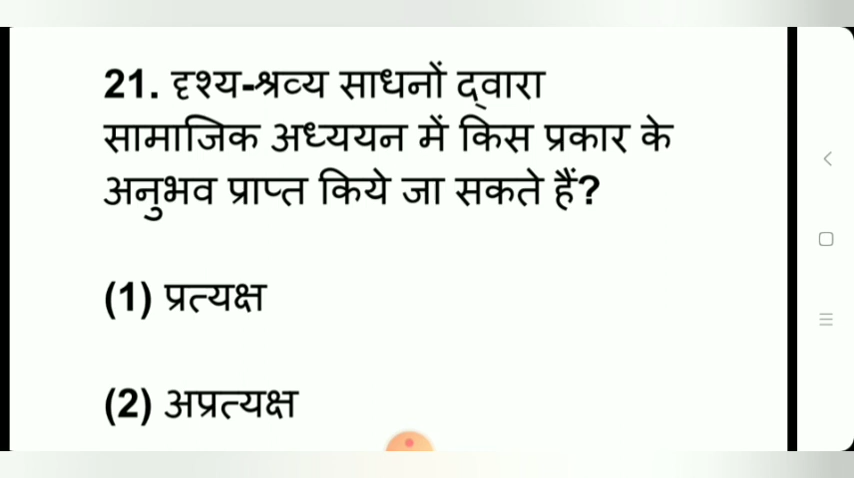 21. दृश्य-श्रव्य साधनों द्वारा
सामाजिक अध्ययन में किस प्रकार के
अनुभव प्राप्त किये जा सकते हैं?
(1) प्रत्यक्ष
(2) अप्रत्यक्ष